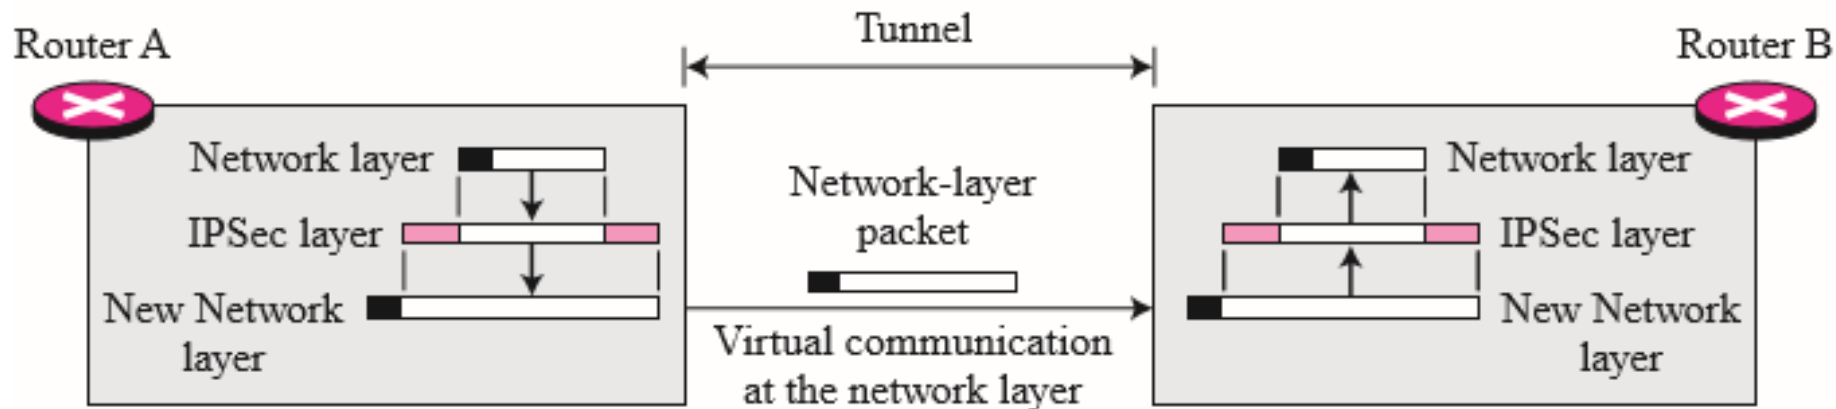 Tunnel
Router A
Router B
Network layer
IPSec layer
New Network
layer
Network-layer
packet
Virtual communication
at the network layer
Network layer
IPSec layer
New Network
layer